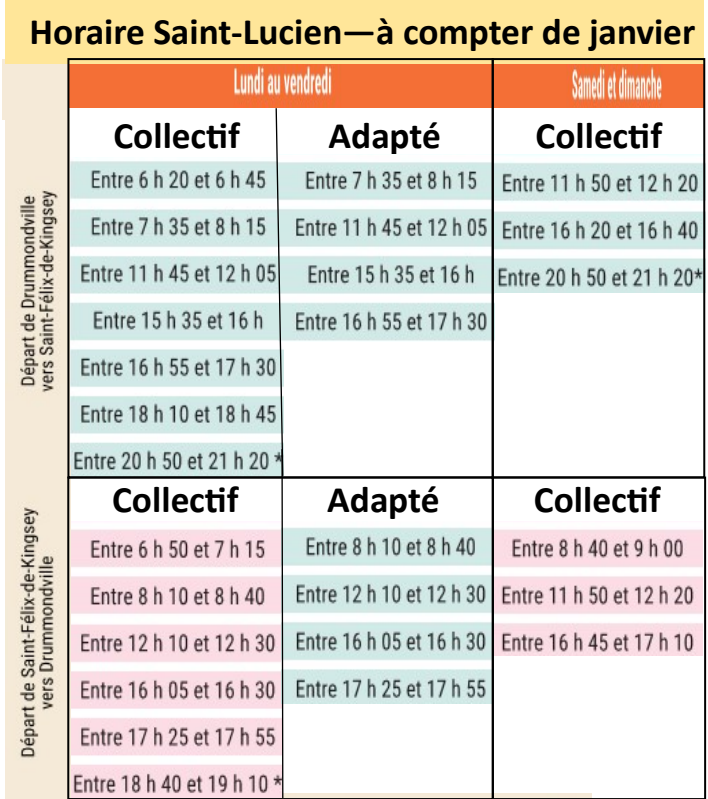 Horaire Saint-Lucien—à compter de janvier
Lundi au vendredi
Samedi et dimanche
Départ de Drummondville
vers Saint-Félix-de-Kingsey
Collectif
Entre 6 h 20 et 6 h 45
Entre 7 h 35 et 8 h 15
Entre 11 h 45 et 12 h 05
Entre 15 h 35 et 16 h
Entre 16 h 55 et 17 h 30
Entre 18 h 10 et 18 h 45
Entre 20 h 50 et 21 h 20 *
Adapté
Entre 7 h 35 et 8 h 15
Entre 11 h 45 et 12 h 05
Entre 15 h 35 et 16 h
Entre 16 h 55 et 17 h 30
Collectif
Entre 11 h 50 et 12 h 20
Entre 16 h 20 et 16 h 40
Entre 20 h 50 et 21 h 20*
Départ de Saint-Félix-de-Kingsey
vers Drummondville
Collectif
Entre 6 h 50 et 7 h 15
Entre 8 h 10 et 8 h 40
Entre 12 h 10 et 12 h 30
Entre 16 h 05 et 16 h 30
Entre 17 h 25 et 17 h 55
Entre 18 h 40 et 19 h 10 *
Adapté
Entre 8 h 10 et 8 h 40
Entre 12 h 10 et 12 h 30
Entre 16 h 05 et 16 h 30
Entre 17 h 25 et 17 h 55
Collectif
Entre 8 h 40 et 9 h 00
Entre 11 h 50 et 12 h 20
Entre 16 h 45 et 17 h 10